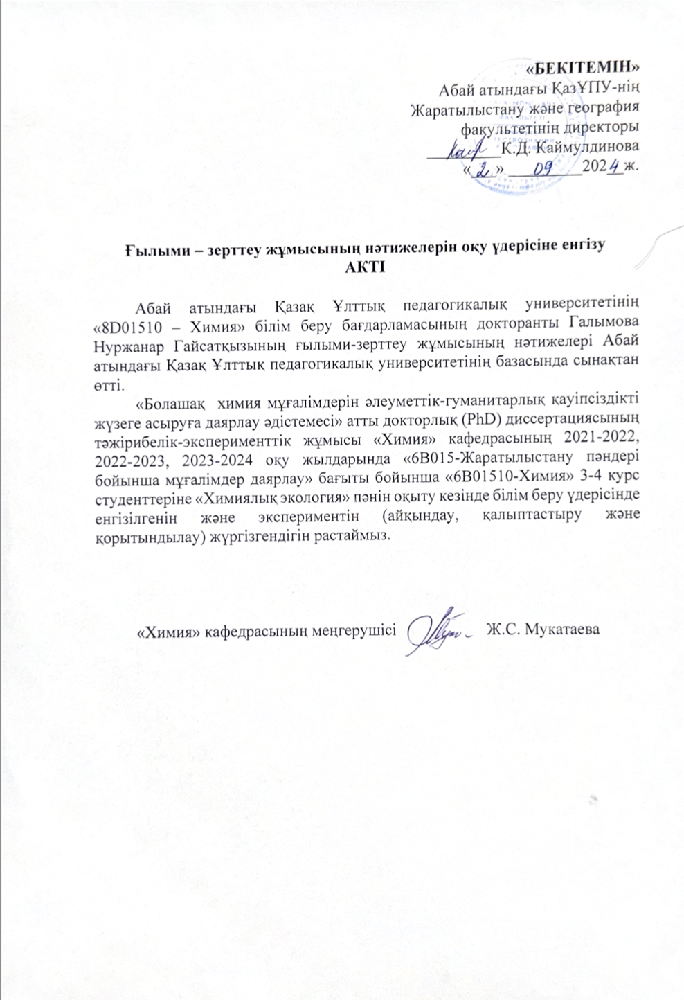 «БЕКІТЕМІН»
Абай атындағы ҚазҰПУ-нің
Жаратылыстану және география
факультетінің директоры
________К.Д. Каймулдинова
«2» 09 2024 ж.
Ғылыми – зерттеу жұмысының нәтижелерін оқу үдерісіне енгізу
АКТІ
Абай атындағы Қазақ Ұлттық педагогикалық университетінің
«8D01510 – Химия» білім беру бағдарламасының докторанты Галымова
Нуржанар Гайсатқызының ғылыми-зерттеу жұмысының нәтижелері Абай
атындағы Қазақ Ұлттық педагогикалық университетінің базасында сынақтан
өтті.
«Болашақ химия мұғалімдерін әлеуметтік-гуманитарлық қауіпсіздікті
жүзеге асыруға даярлау әдістемесі» атты докторлық (PhD) диссертациясының
тәжірибелік-эксперименттік жұмысы «Химия» кафедрасының 2021-2022,
2022-2023, 2023-2024 оқу жылдарында «6В015-Жаратылыстану пәндері
бойынша мұғалімдер даярлау» бағыты бойынша «6В01510-Химия» 3-4 курс
студенттеріне «Химиялық экология» пәнін оқыту кезінде білім беру үдерісінде
енгізілгенін және экспериментін (айқындау, қалыптастыру және
қорытындылау) жүргізгендігін растаймыз.
«Химия» кафедрасының меңгерушісі Ж.С. Мукатаева